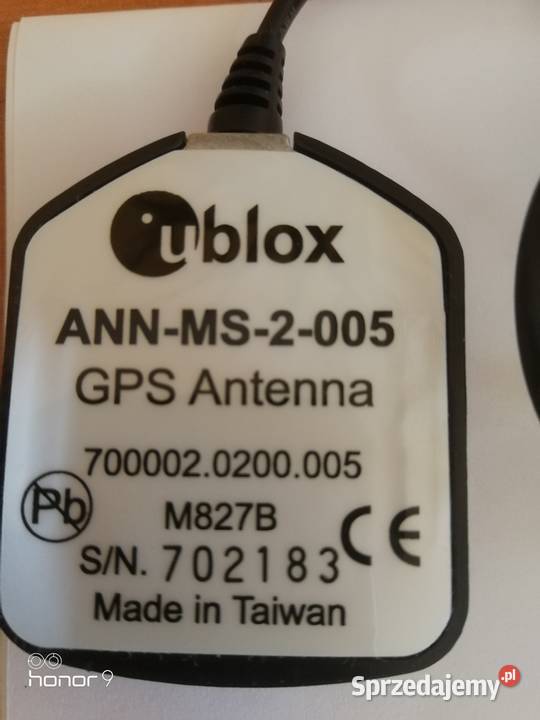 ublox
ANN-MS-2-005
GPS Antenna
700002.0200.005
Pb
M827B
CE
S/N. 702183
Made in Taiwan
honor 9
Sprzedajemy.pl